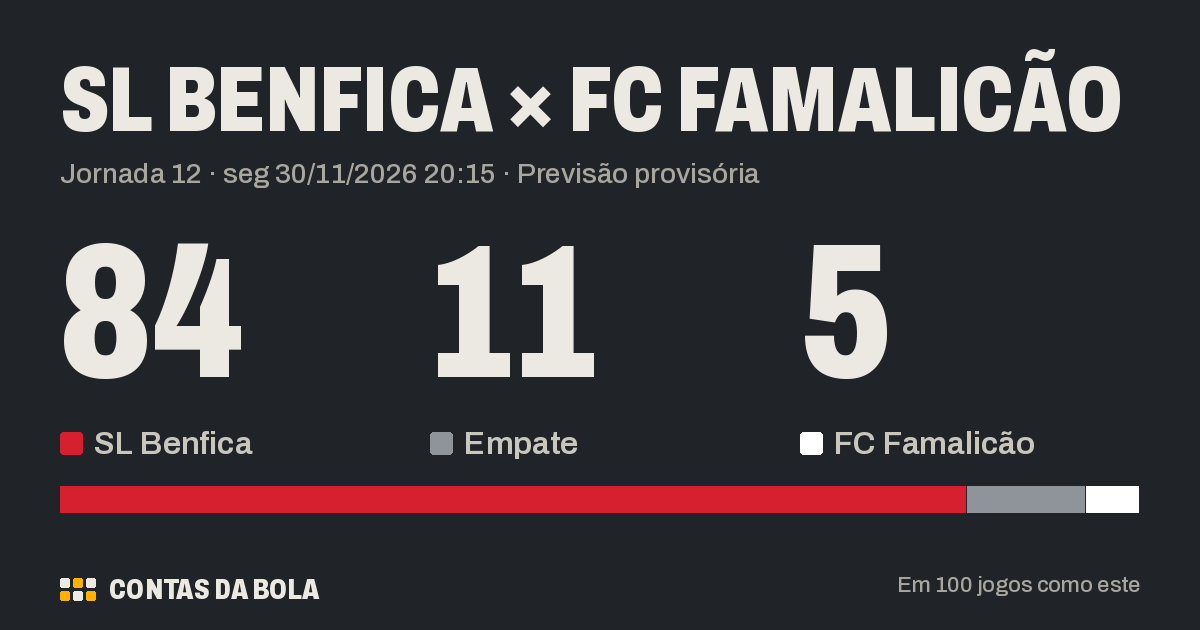 SL BENFICA × FC FAMALICÃO
Jornada 12 · seg 30/11/2026 20:15 · Previsão provisória
84 11 5
SL Benfica Empate FC Famalicão
CONTAS DA BOLA Em 100 jogos como este